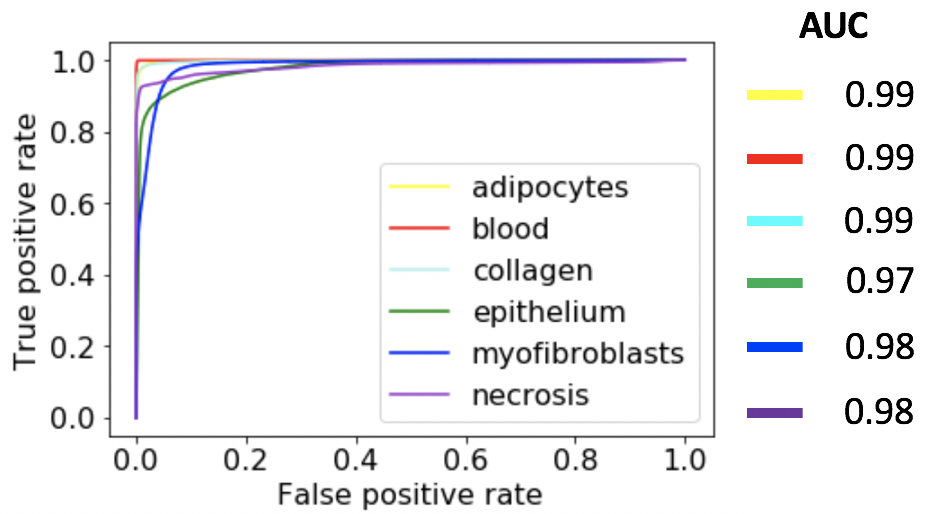 AUC
1.0
0.8
0.6
0.4
0.2
0.0
True positive rate
0.0 0.2 0.4 0.6 0.8 1.0
False positive rate
adipocytes
blood
collagen
epithelium
myofibroblasts
necrosis
0.99
0.99
0.99
0.97
0.98
0.98